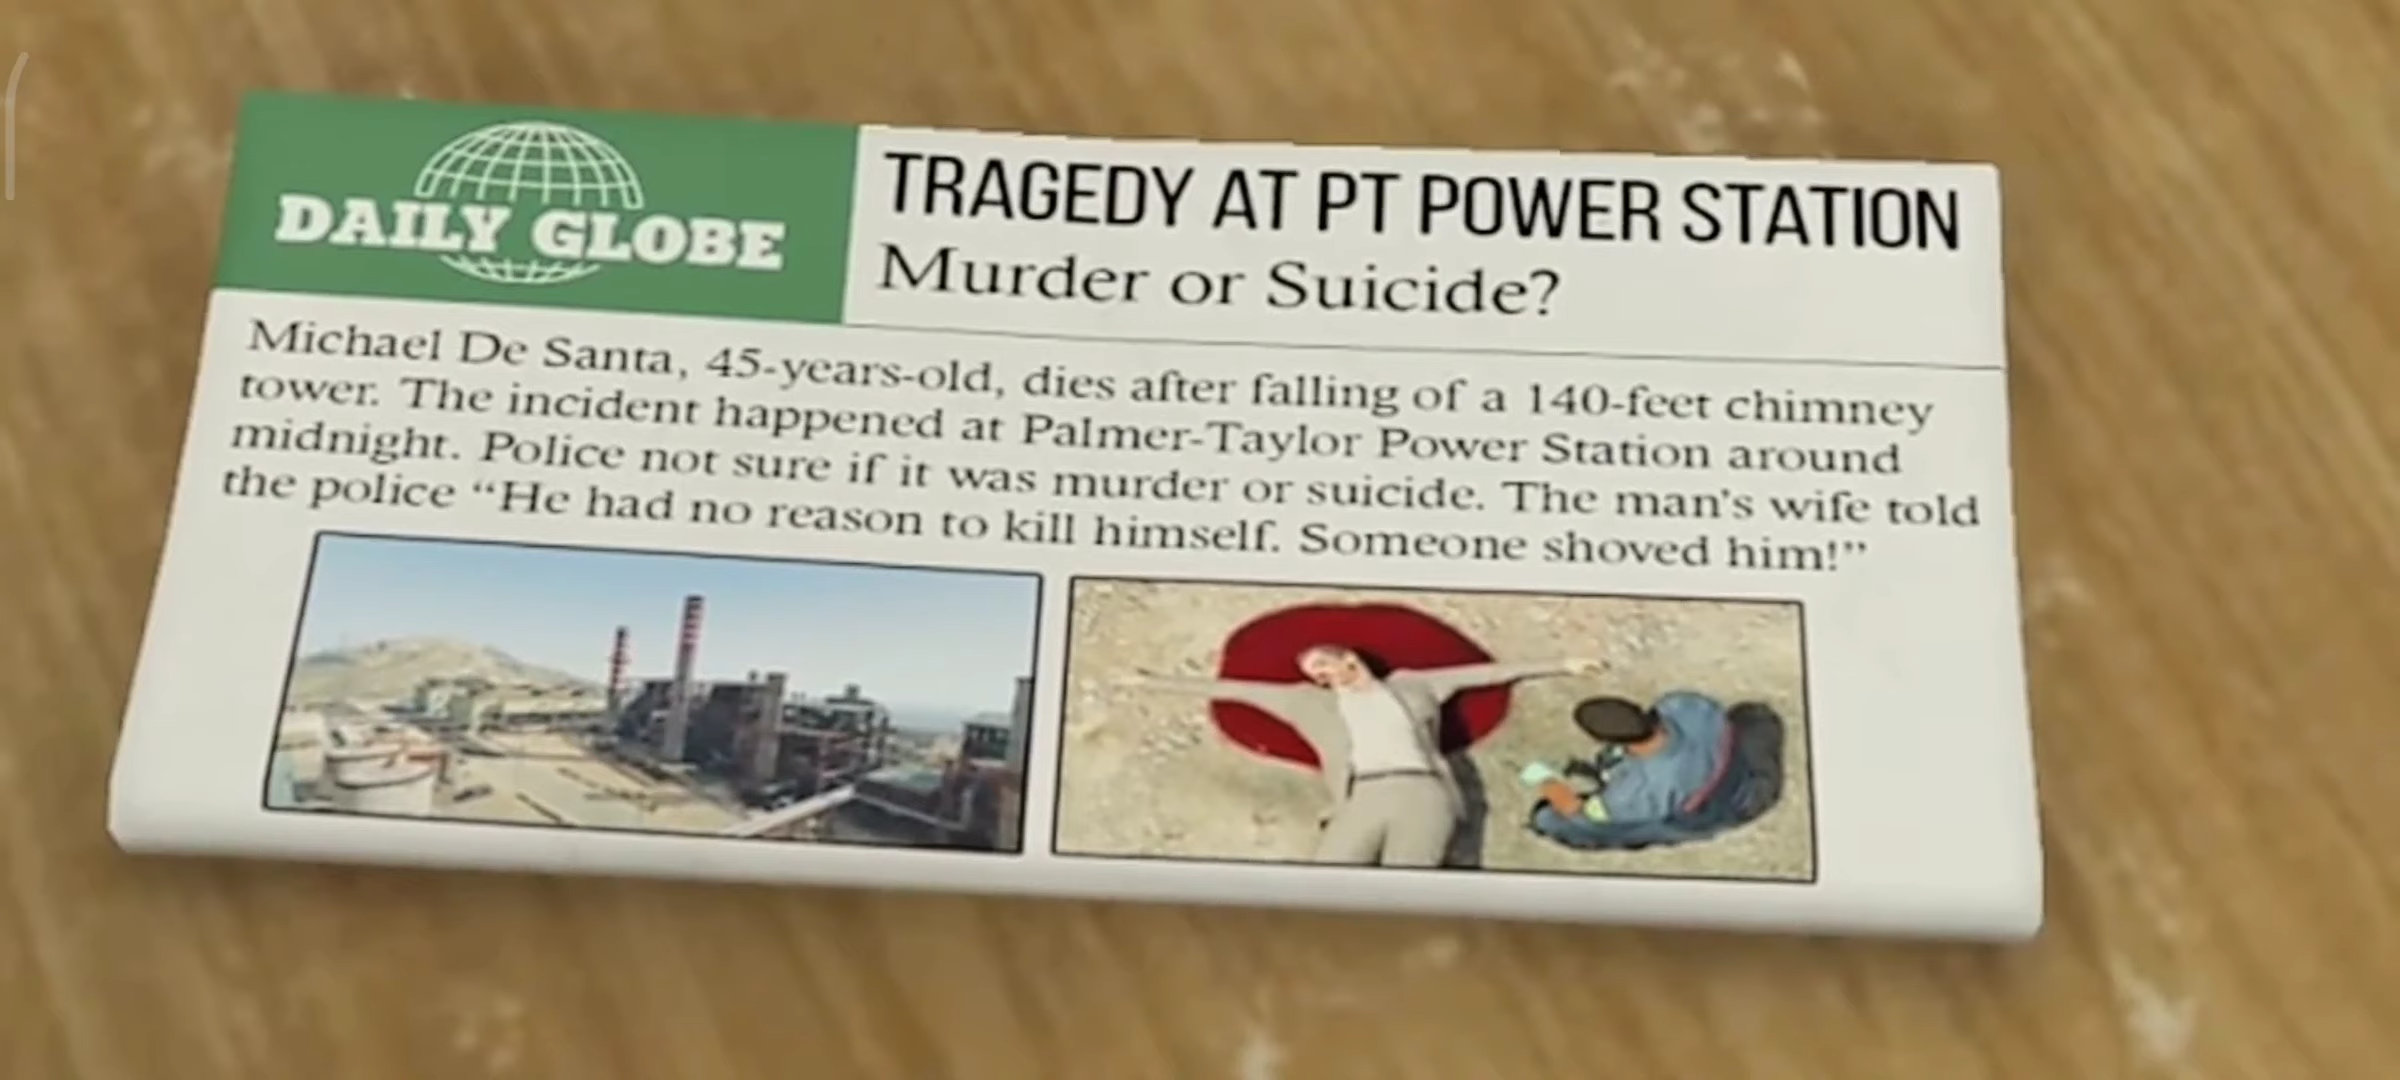 DAILY GLOBE
TRAGEDY AT PT POWER STATION
Murder or Suicide?
Michael De Santa, 45-years-old, dies after falling of a 140-feet chimney
tower. The incident happened at Palmer-Taylor Power Station around
midnight. Police not sure if it was murder or suicide. The man's wife told
the police “He had no reason to kill himself. Someone shoved him!”